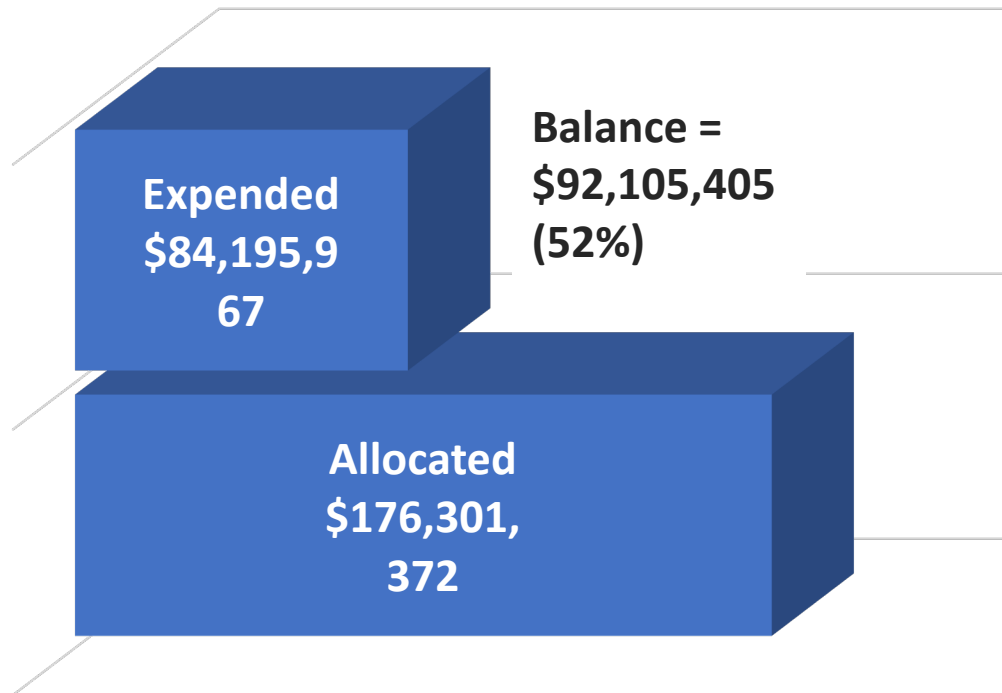 Expended
$84,195,9
67
Balance =
$92,105,405
(52%)
Allocated
$176,301,
372